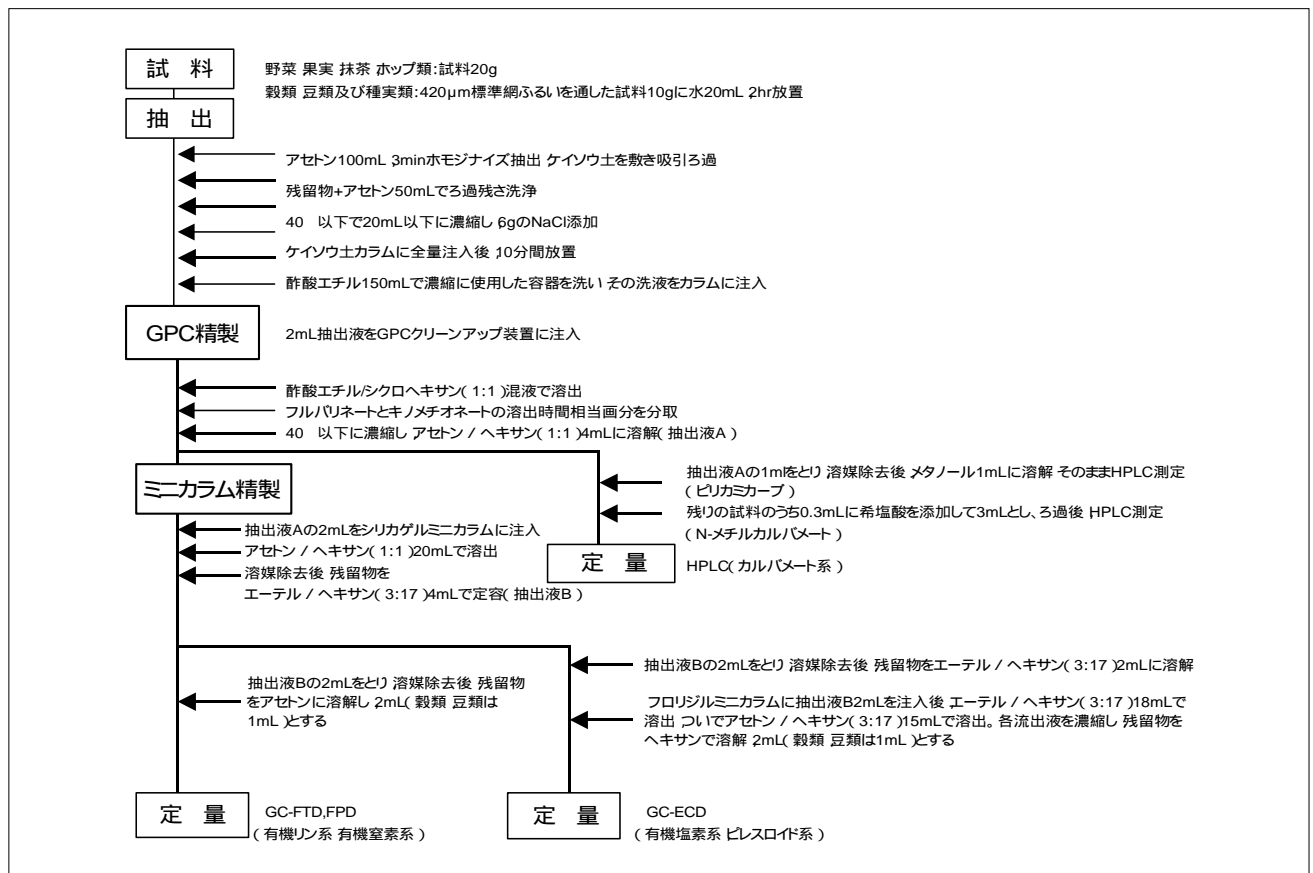 試 料
野菜 果実 抹茶 ホップ類:試料20g
穀類 豆類及び種実類:420μm標準網ふるいを通した試料10gに水20mL 2hr放置
抽 出
アセトン100mL 3minホモジナイズ抽出 ケイソウ土を敷き吸引ろ過
残留物+アセトン50mLでろ過残さ洗浄
40 以下で20mL以下に濃縮し 6gのNaCl添加
ケイソウ土カラムに全量注入後 10分間放置
酢酸エチル150mLで濃縮に使用した容器を洗い その洗液をカラムに注入
GPC精製
2mL抽出液をGPCクリーンアップ装置に注入
酢酸エチル/シクロヘキサン( 1:1 )混液で溶出
フルバリネートとキノメチオネートの溶出時間相当画分を分取
40 以下に濃縮し アセトン / ヘキサン( 1:1 )4mLに溶解( 抽出液A )
ミニカラム精製
抽出液Aの1mlをとり 溶媒除去後 メタノール1mLに溶解 そのままHPLC測定
( ピリカミカーブ )
残りの試料のうち0.3mLに希塩酸を添加して3mLとし、ろ過後 HPLC測定
( N-メチルカルバメート )
定 量
HPLC( カルバメート系 )
抽出液Aの2mLをシリカゲルミニカラムに注入
アセトン / ヘキサン( 1:1 )20mLで溶出
溶媒除去後 残留物を
エーテル / ヘキサン( 3:17 )4mLで定容( 抽出液B )
抽出液Bの2mLをとり 溶媒除去後 残留物
をアセトンに溶解し 2mL( 穀類 豆類は
1mL )とする
抽出液Bの2mLをとり 溶媒除去後 残留物をエーテル / ヘキサン( 3:17 )2mLに溶解
フロリジルミニカラムに抽出液B2mLを注入後 エーテル / ヘキサン( 3:17 )18mLで
溶出 ついでアセトン / ヘキサン( 3:17 )15mLで溶出。各流出液を濃縮し 残留物を
ヘキサンで溶解 2mL( 穀類 豆類は1mL )とする
定 量
GC-FTD,FPD
( 有機リン系 有機窒素系 )
定 量
GC-ECD
( 有機塩素系 ピレスロイド系 )